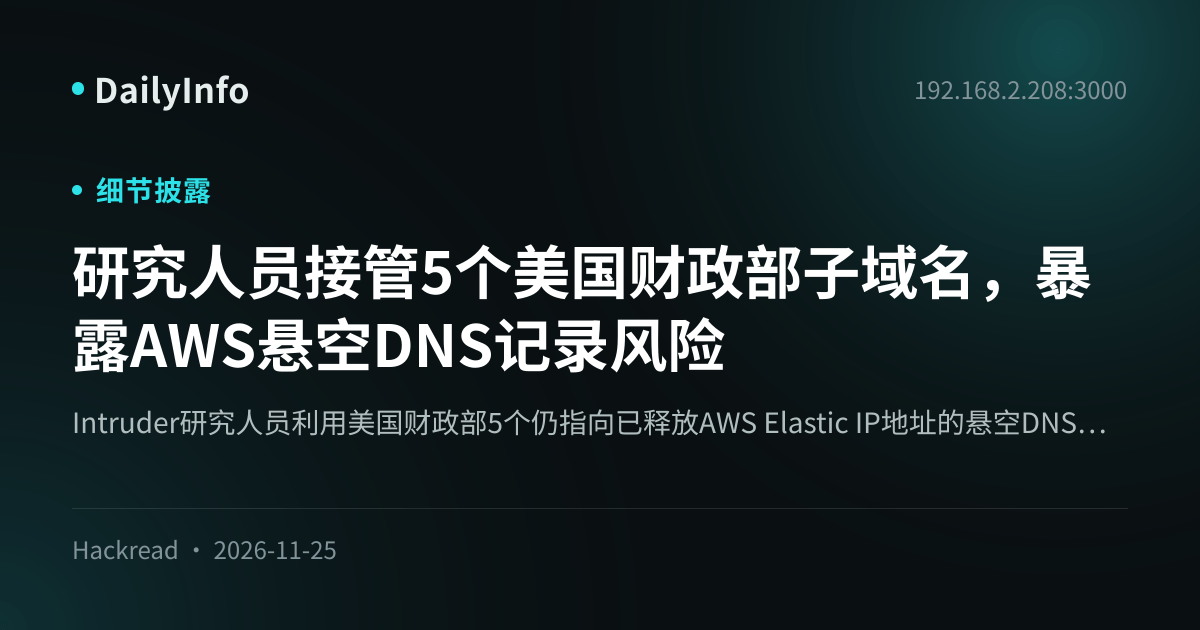 DailyInfo
192.168.2.208:3000
细节披露
研究人员接管5个美国财政部子域名，暴
露AWS悬空DNS记录风险
Intruder研究人员利用美国财政部5个仍指向已释放AWS Elastic IP地址的悬空DNS…
Hackread · 2026-11-25